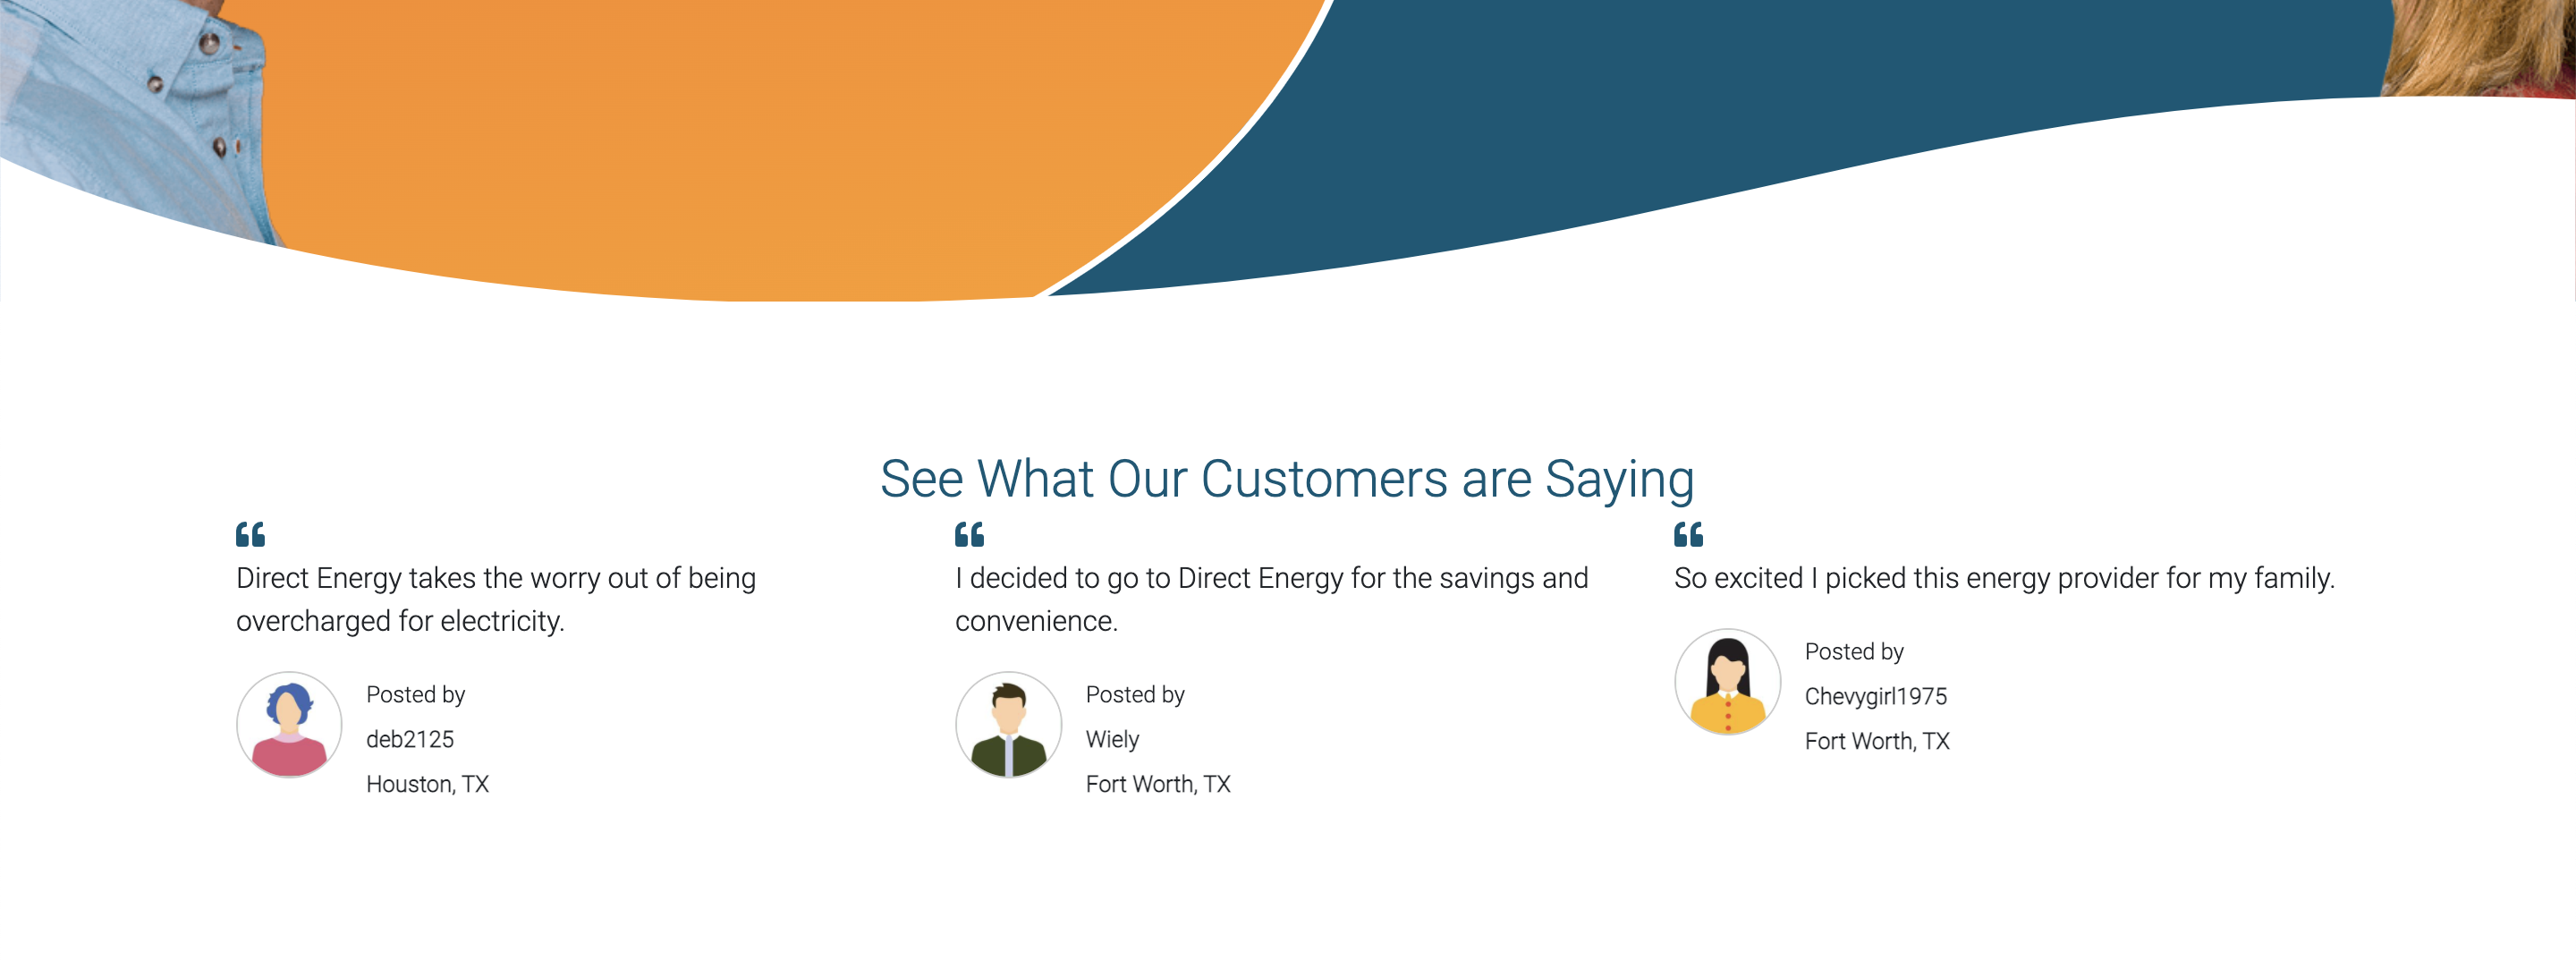 See What Our Customers are Saying
Direct Energy takes the worry out of being
overcharged for electricity.
Posted by
deb2125
Houston, TX
I decided to go to Direct Energy for the savings and
convenience.
Posted by
Wiely
Fort Worth, TX
So excited I picked this energy provider for my family.
Posted by
Chevygirl1975
Fort Worth, TX